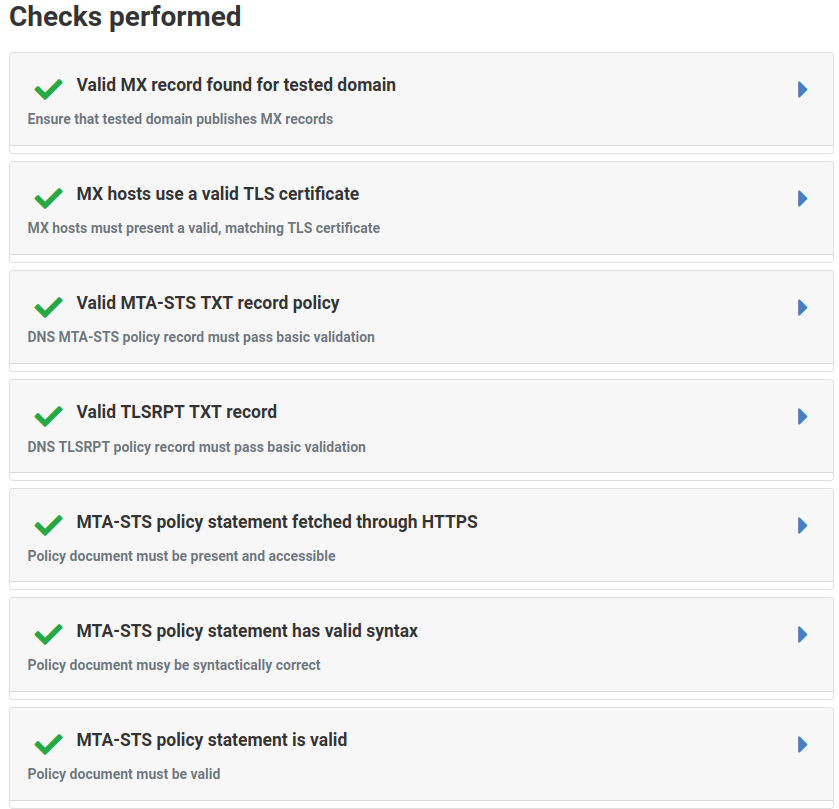 Checks performed
Valid MX record found for tested domain
Ensure that tested domain publishes MX records
MX hosts use a valid TLS certificate
MX hosts must present a valid, matching TLS certificate
Valid MTA-STS TXT record policy
DNS MTA-STS policy record must pass basic validation
Valid TLSRPT TXT record
DNS TLSRPT policy record must pass basic validation
MTA-STS policy statement fetched through HTTPS
Policy document must be present and accessible
MTA-STS policy statement has valid syntax
Policy document musy be syntactically correct
MTA-STS policy statement is valid
Policy document must be valid